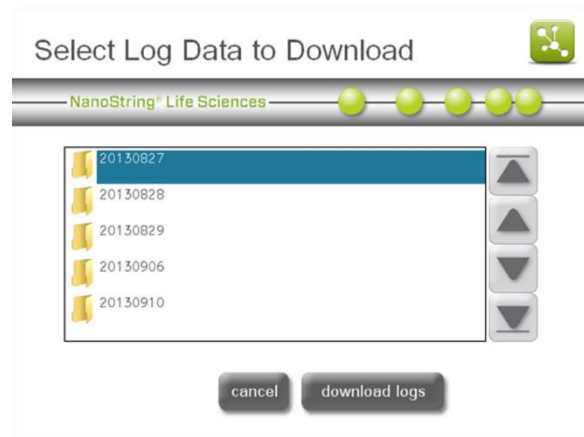 Select Log Data to Download
NanoString® Life Sciences
20130827
20130828
20130829
20130906
20130910
cancel
download logs